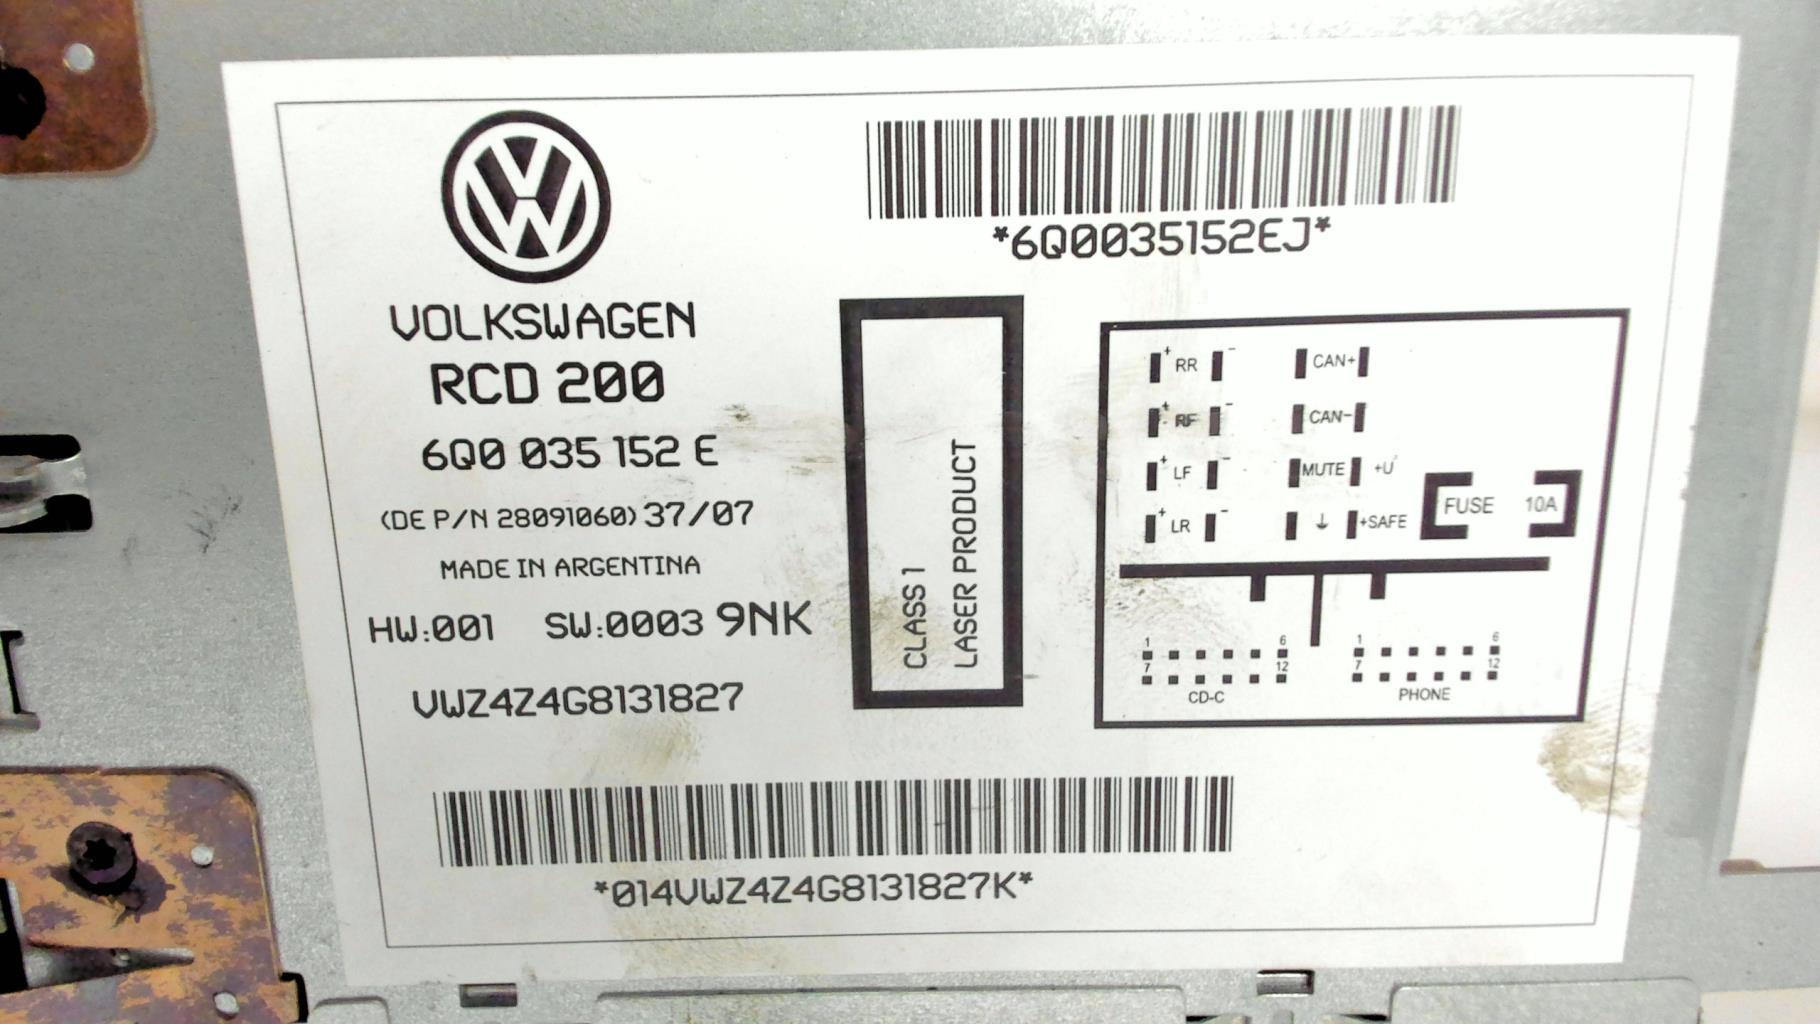 *6Q0035152EJ*
VOLKSWAGEN
RCD 200
6Q0 035 152 E
(DE P/N 28091060) 37/07
MADE IN ARGENTINA
HW:001 SW:0003 9NK
VWZ4Z4G8131827
CLASS 1
LASER PRODUCT
+ RR - CAN+
+ RF - CAN-
+ LF - MUTE +U
+ LR - +SAFE
FUSE 10A
1 6 1 6
7 12 7 12
CD-C PHONE
*014VWZ4Z4G8131827K*